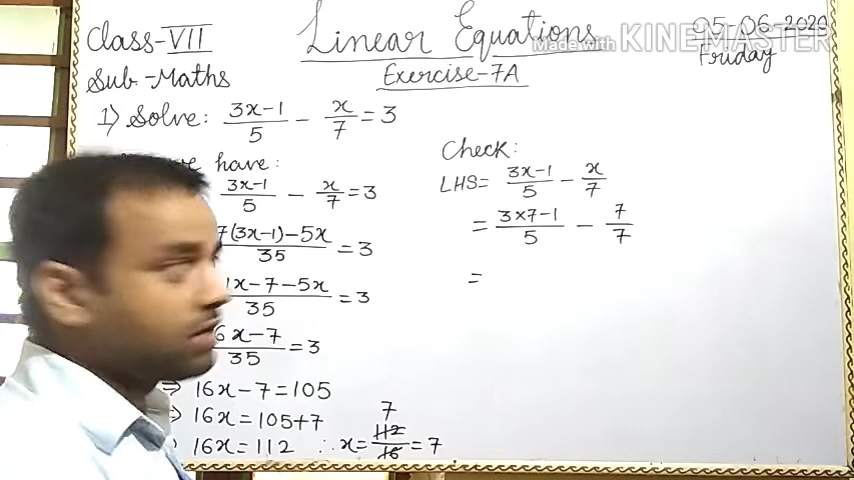 Class-VII
Sub.-Maths
Linear Equations
Exercise-7A
05-06-2020
Friday
Made with KINEMASTER
1) Solve: (3x-1)/5 - x/7 = 3
have:
(3x-1)/5 - x/7 = 3
7(3x-1)-5x/35 = 3
1x-7-5x/35 = 3
6x-7/35 = 3
⇒ 16x-7=105
⇒ 16x=105+7
16x=112 ∴ x= 112/16 = 7
7
Check:
LHS= (3x-1)/5 - x/7
= (3×7-1)/5 - 7/7
=